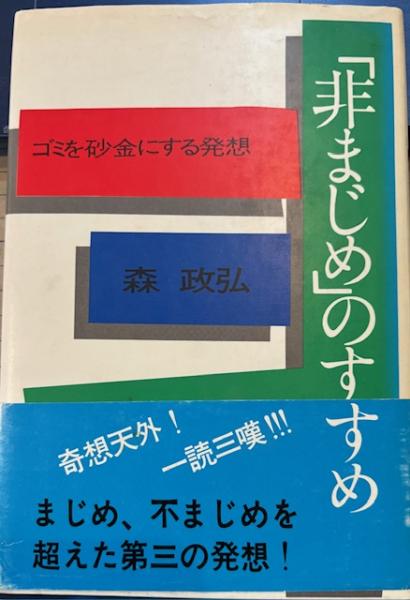 「非まじめ」のすすめ
ゴミを砂金にする発想
森 政弘
奇想天外!
一読三嘆!!!
まじめ、不まじめを
超えた第三の発想!